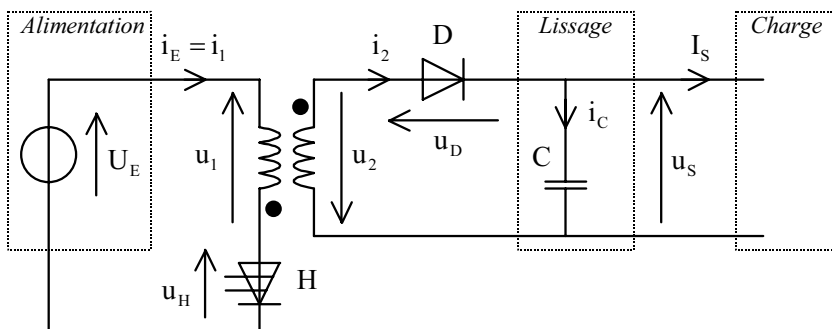 Alimentation
i_E = i_1
i_2
D
Lissage
I_S
Charge
U_E
u_1
u_2
u_D
C
i_C
u_S
u_H
H